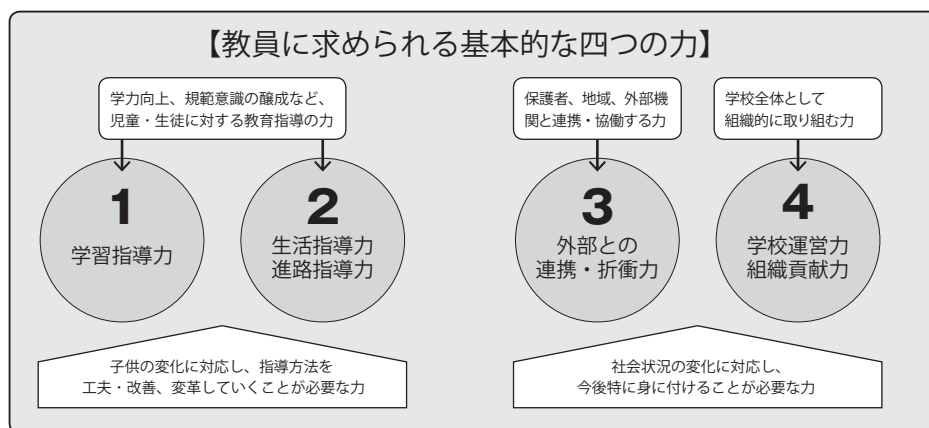 【教員に求められる基本的な四つの力】
学力向上、規範意識の醸成など、
児童・生徒に対する教育指導の力
保護者、地域、外部機
関と連携・協働する力
学校全体として
組織的に取り組む力
1
学習指導力
2
生活指導力
進路指導力
3
外部との
連携・折衝力
4
学校運営力
組織貢献力
子供の変化に対応し、指導方法を
工夫・改善、変革していくことが必要な力
社会状況の変化に対応し、
今後特に身に付けることが必要な力